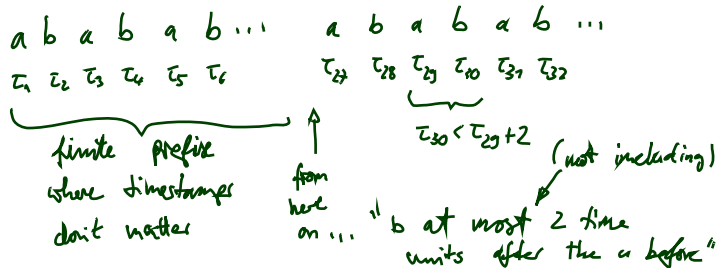 a b a b a b ... a b a b a b ...
τ₁ τ₂ τ₃ τ₄ τ₅ τ₆ τ₂₇ τ₂₈ τ₂₉ τ₃₀ τ₃₁ τ₃₂
τ₃₀ < τ₂₉ + 2
finite prefix
where timestamps
don't matter
from
here
on ...
(not including)
"b at most 2 time
units after the a before"